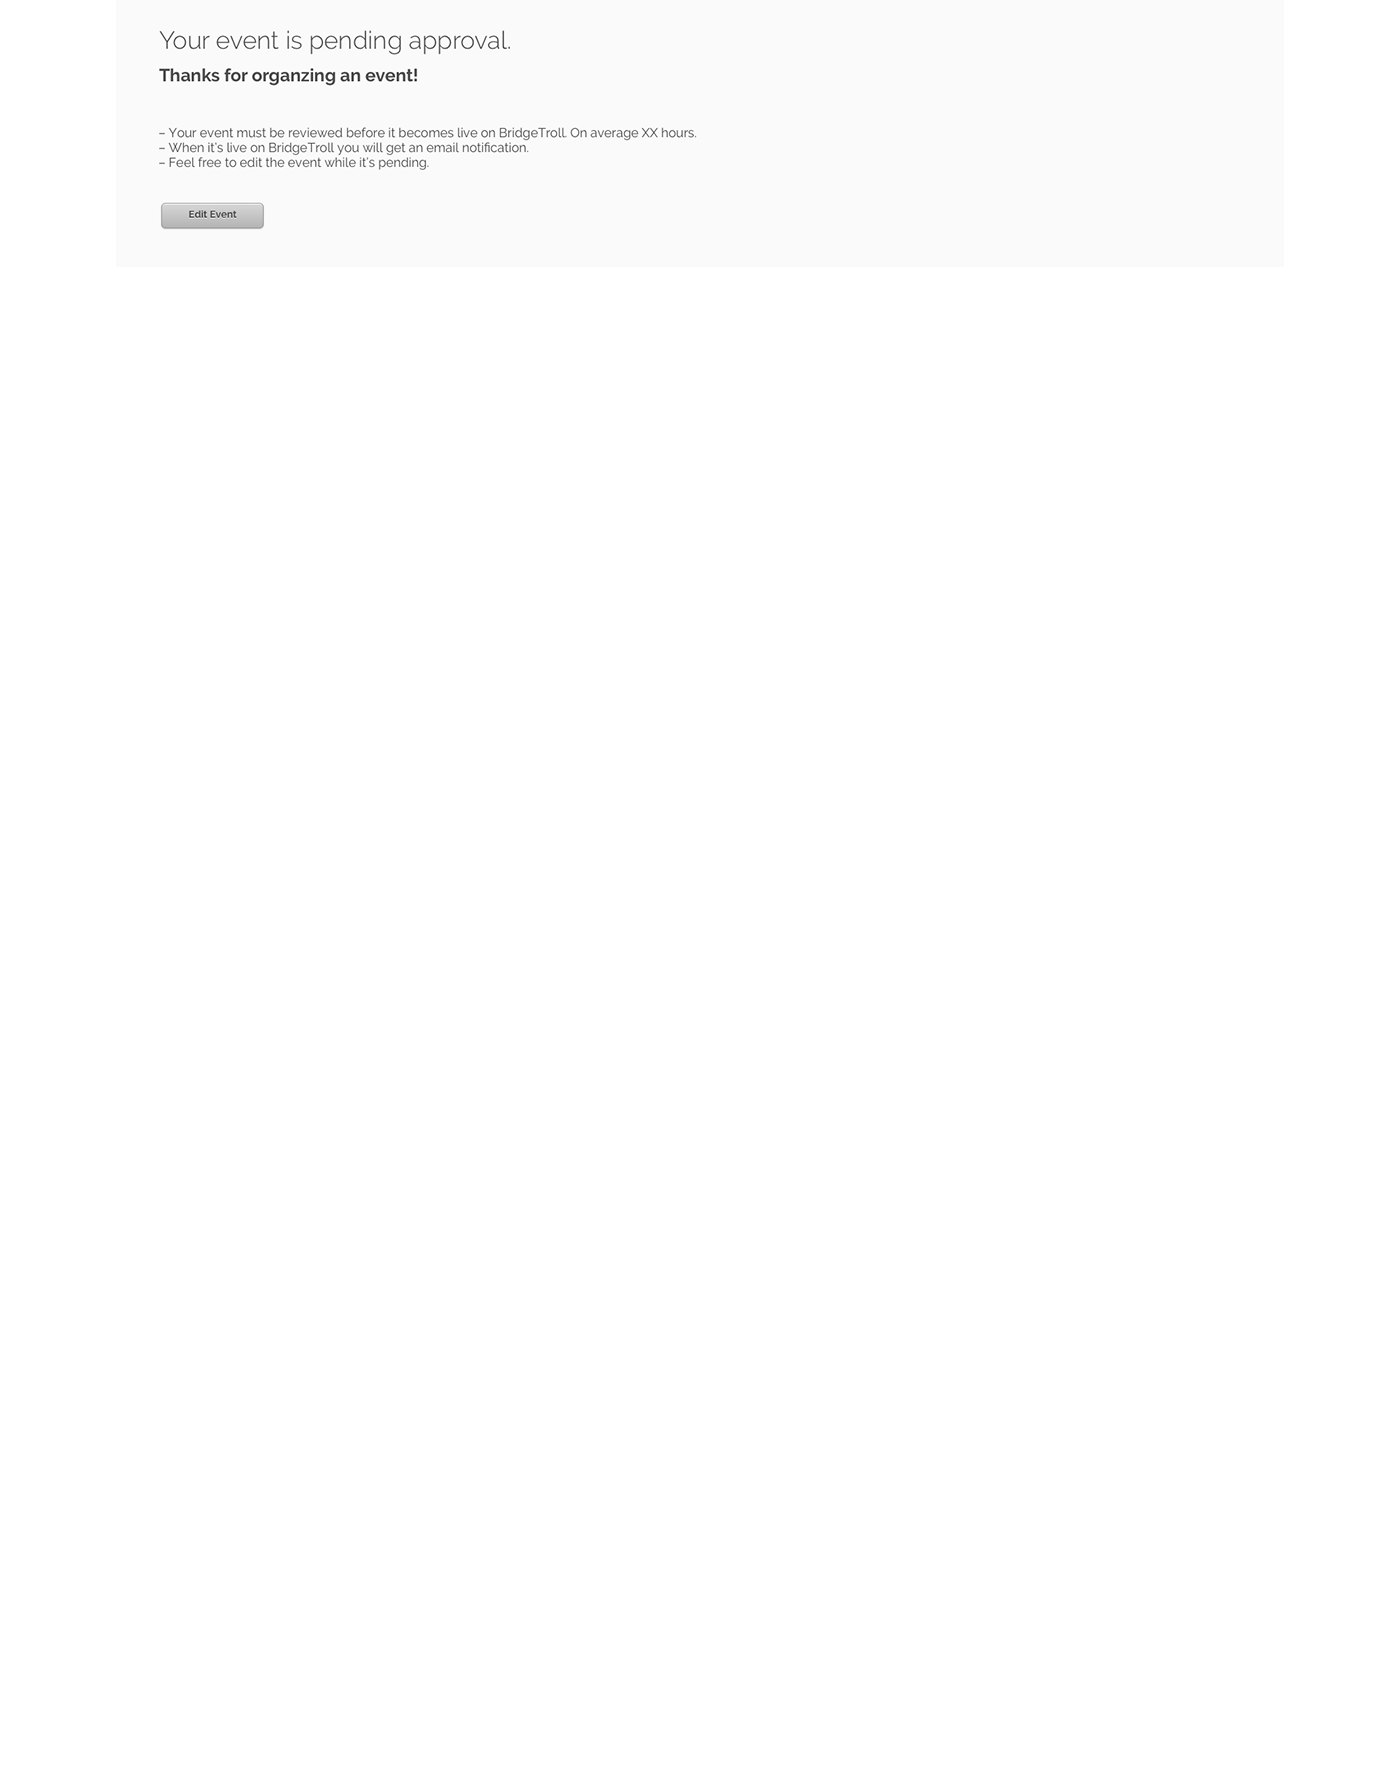 Your event is pending approval.
Thanks for organzing an event!
– Your event must be reviewed before it becomes live on BridgeTroll. On average XX hours.
– When it's live on BridgeTroll you will get an email notification.
– Feel free to edit the event while it's pending.
Edit Event